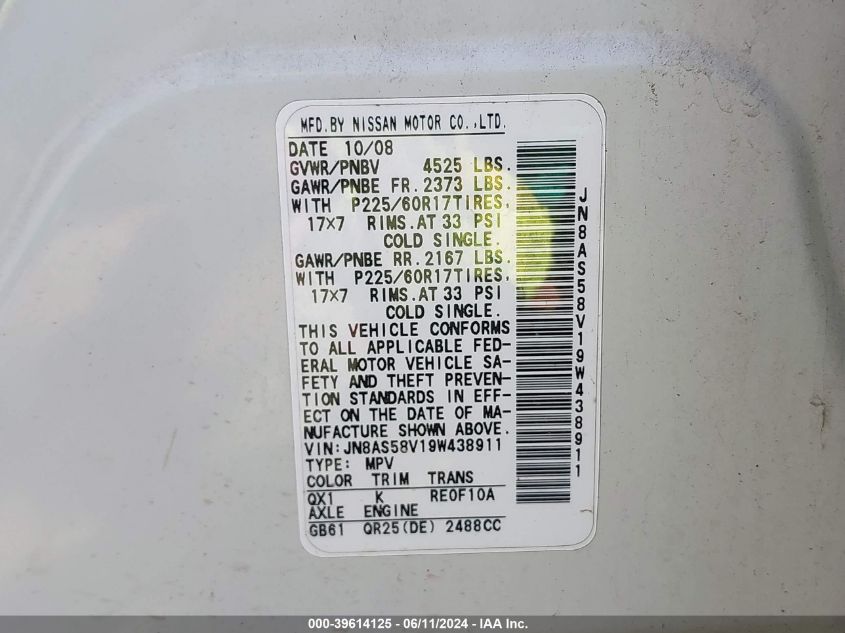 MFD.BY NISSAN MOTOR CO.,LTD.
DATE 10/08
GVWR/PNBV 4525 LBS.
GAWR/PNBE FR. 2373 LBS.
WITH P225/60R17TIRES,
17×7 RIMS.AT 33 PSI
COLD SINGLE.
GAWR/PNBE RR. 2167 LBS.
WITH P225/60R17TIRES,
17×7 RIMS.AT 33 PSI
COLD SINGLE.
THIS VEHICLE CONFORMS
TO ALL APPLICABLE FED-
ERAL MOTOR VEHICLE SA-
FETY AND THEFT PREVEN-
TION STANDARDS IN EFF-
ECT ON THE DATE OF MA-
NUFACTURE SHOWN ABOVE.
VIN:JN8AS58V19W438911
TYPE: MPV
COLOR TRIM TRANS
QX1 K RE0F10A
AXLE ENGINE
GB61 QR25(DE) 2488CC
JN8AS58V19W438911
000-39614125 - 06/11/2024 - IAA Inc.